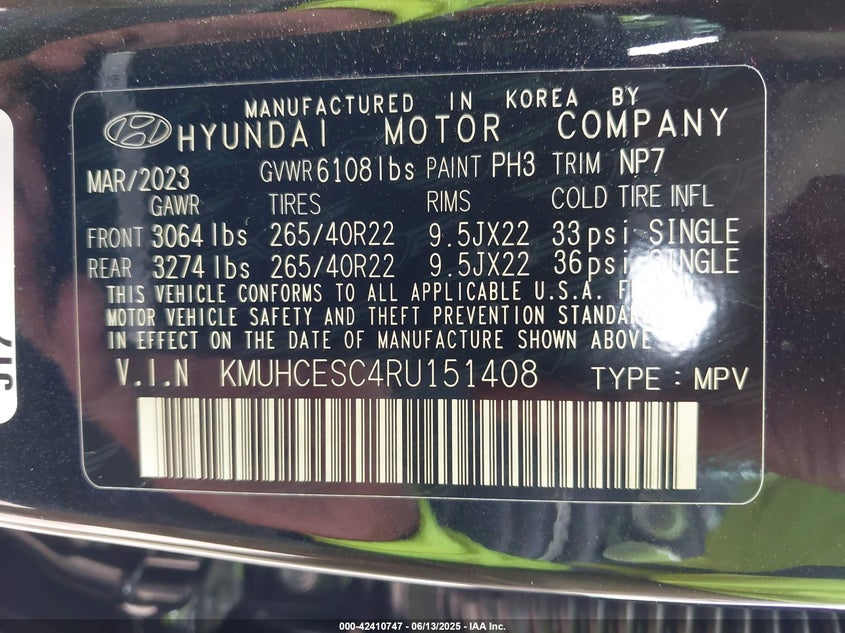 MANUFACTURED IN KOREA BY
HYUNDAI MOTOR COMPANY
MAR/2023 GVWR 6108 lbs PAINT PH3 TRIM NP7
GAWR TIRES RIMS COLD TIRE INFL
FRONT 3064 lbs 265/40R22 9.5JX22 33 psi SINGLE
REAR 3274 lbs 265/40R22 9.5JX22 36 psi SINGLE
THIS VEHICLE CONFORMS TO ALL APPLICABLE U.S.A.
MOTOR VEHICLE SAFETY AND THEFT PREVENTION
IN EFFECT ON THE DATE OF MANUFACTURE SHOWN ABOVE
V.I.N KMUHCESC4RU151408 TYPE : MPV
000-42410747 - 06/13/2025 - IAA Inc.